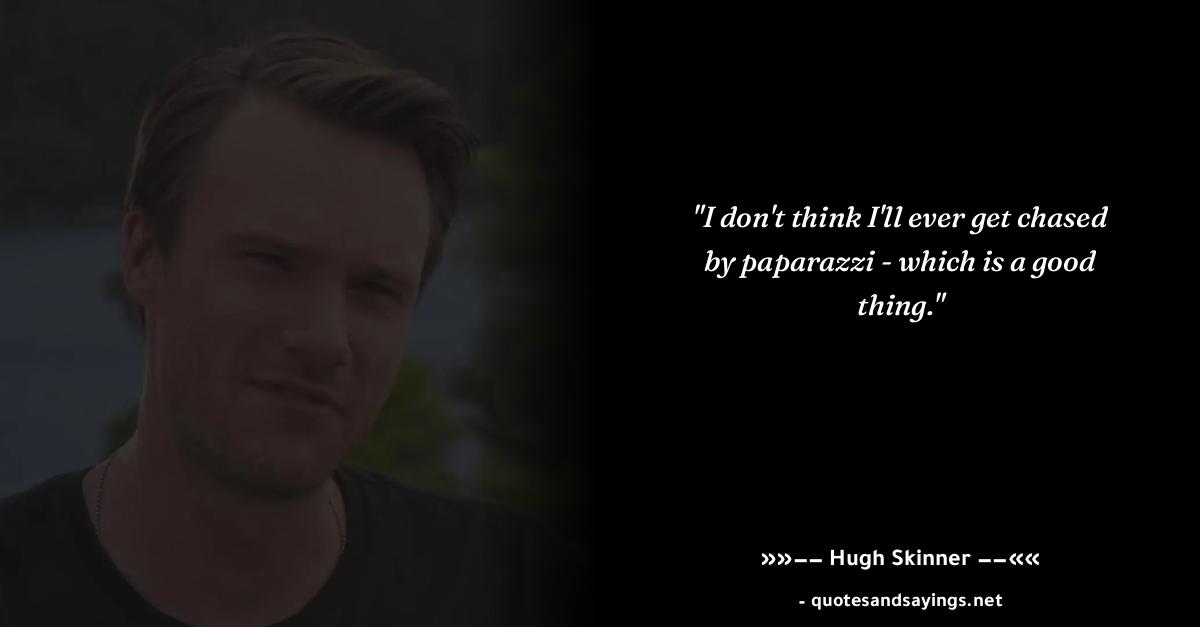 "I don't think I'll ever get chased
by paparazzi - which is a good
thing."
»»–– Hugh Skinner ––««
- quotesandsayings.net